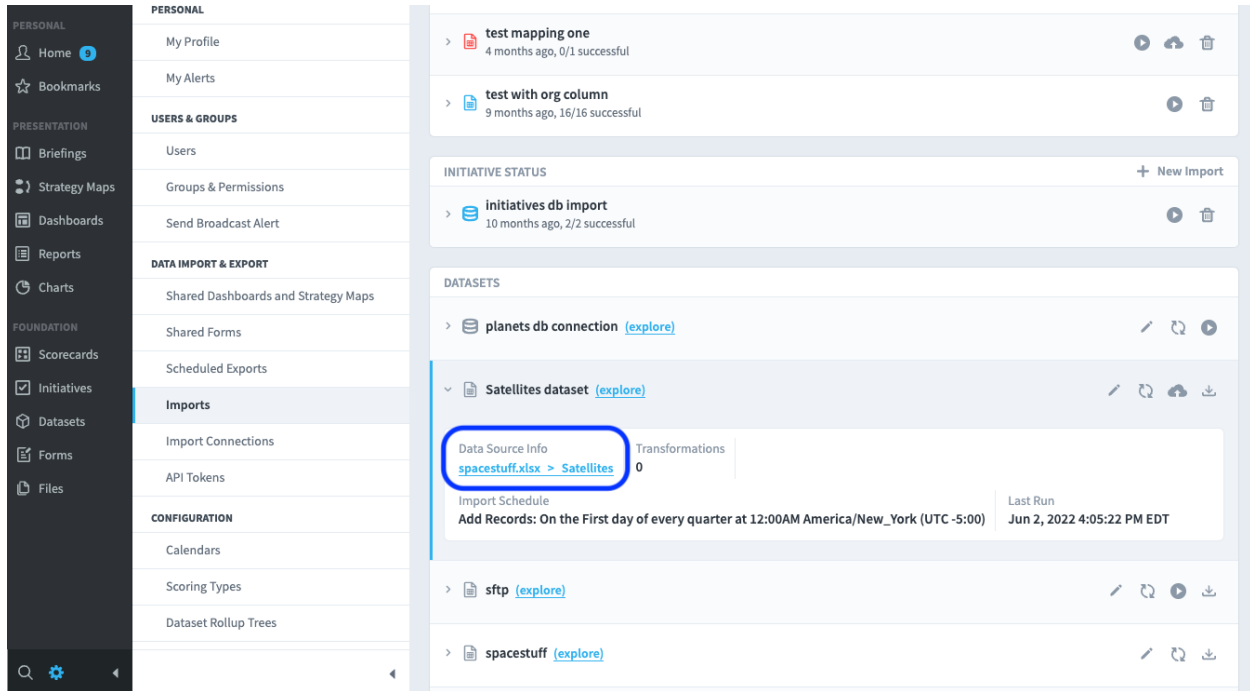 PERSONAL
Home 9
Bookmarks
PRESENTATION
Briefings
Strategy Maps
Dashboards
Reports
Charts
FOUNDATION
Scorecards
Initiatives
Datasets
Forms
Files
PERSONAL
My Profile
My Alerts
USERS & GROUPS
Users
Groups & Permissions
Send Broadcast Alert
DATA IMPORT & EXPORT
Shared Dashboards and Strategy Maps
Shared Forms
Scheduled Exports
Imports
Import Connections
API Tokens
CONFIGURATION
Calendars
Scoring Types
Dataset Rollup Trees
test mapping one
4 months ago, 0/1 successful
test with org column
9 months ago, 16/16 successful
INITIATIVE STATUS + New Import
initiatives db import
10 months ago, 2/2 successful
DATASETS
planets db connection (explore)
Satellites dataset (explore)
Data Source Info Transformations
spacestuff.xlsx > Satellites 0
Import Schedule Last Run
Add Records: On the First day of every quarter at 12:00AM America/New_York (UTC -5:00) Jun 2, 2022 4:05:22 PM EDT
sftp (explore)
spacestuff (explore)